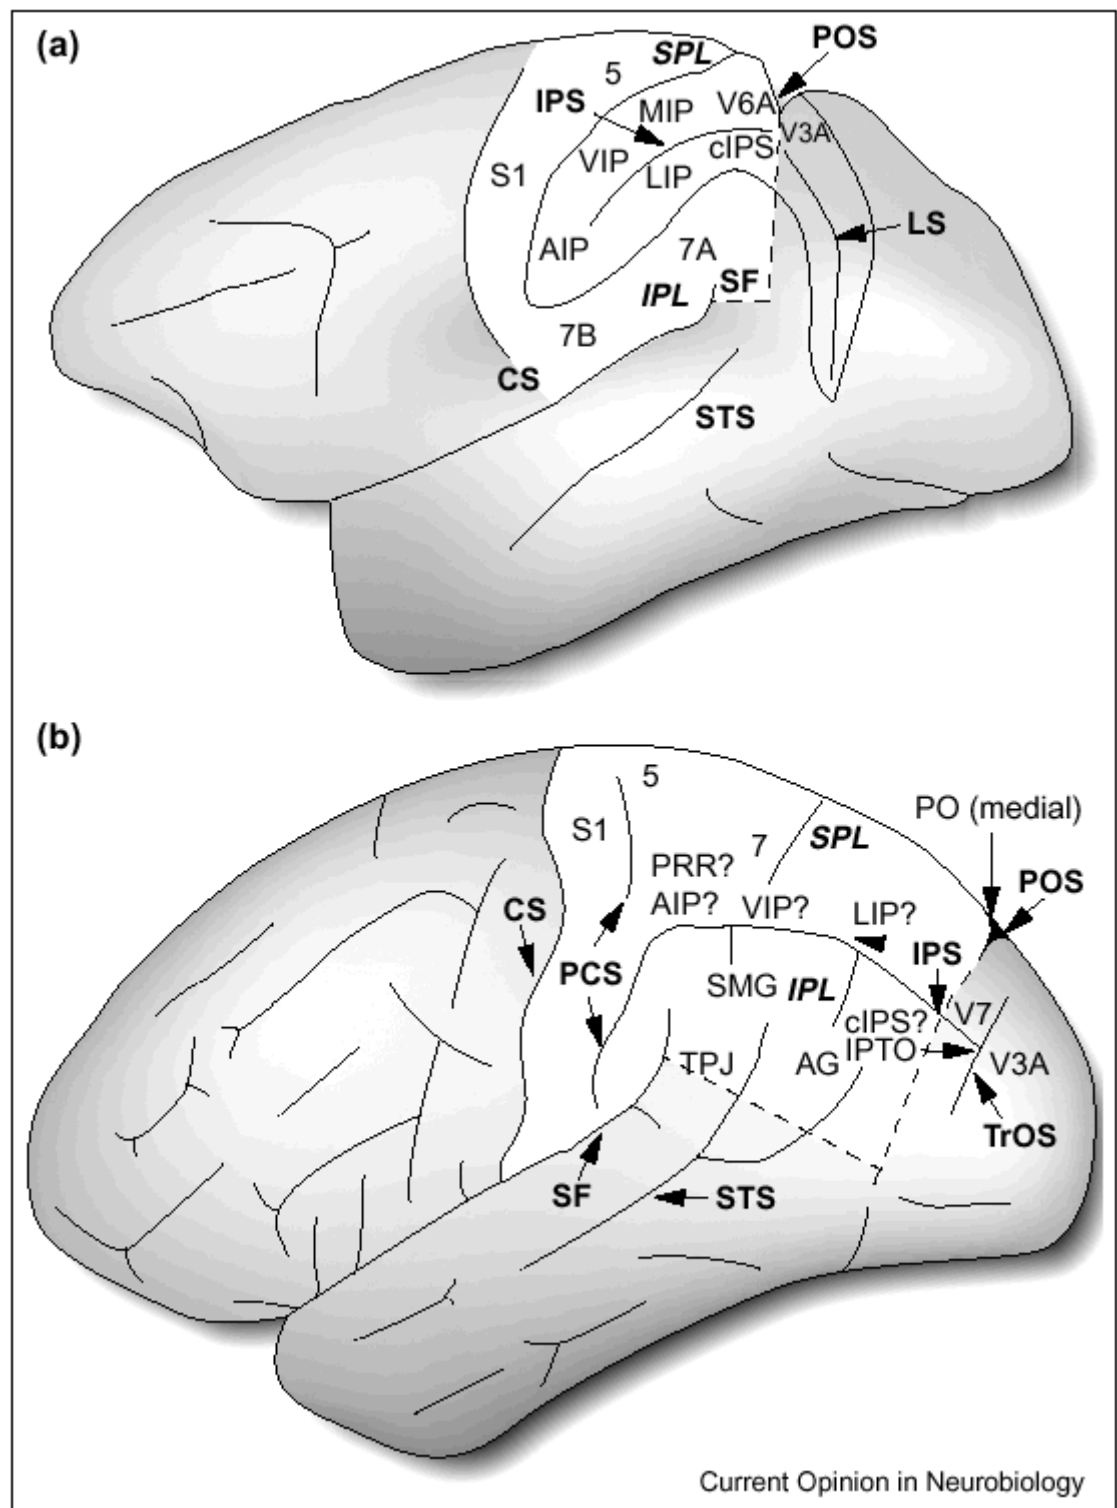 (a)
POS
SPL
5
IPS
MIP
V6A
V3A
VIP
cIPS
S1
LIP
LS
AIP
7A
SF
IPL
7B
CS
STS
(b)
5
PO (medial)
S1
7
SPL
PRR?
POS
AIP?
VIP?
LIP?
CS
IPS
PCS
SMG
IPL
cIPS?
V7
IPTO
TPJ
AG
V3A
TrOS
SF
STS
Current Opinion in Neurobiology